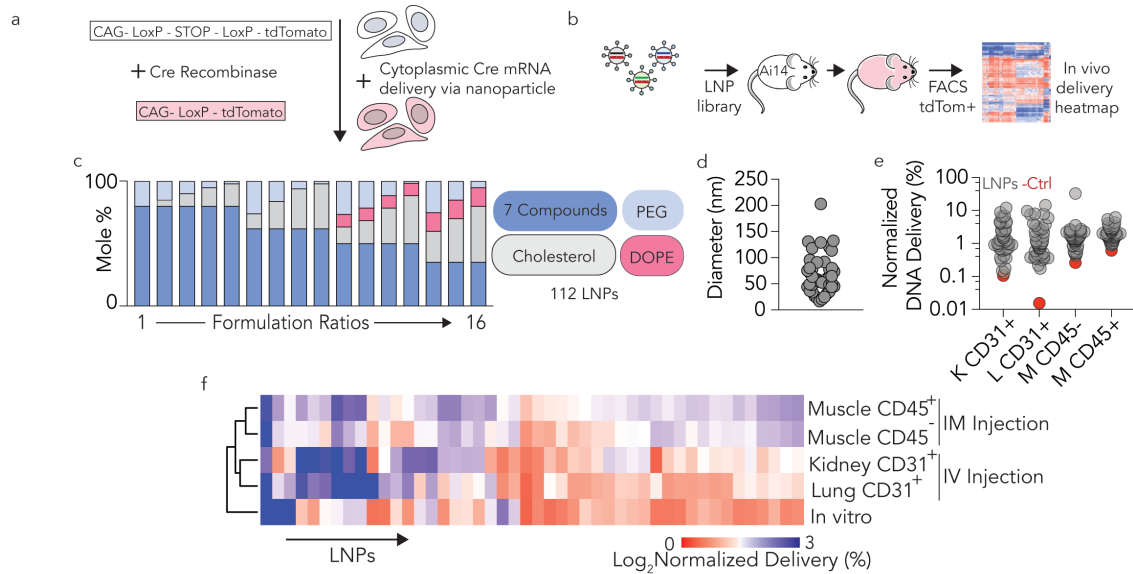 a
CAG- LoxP - STOP - LoxP - tdTomato
+ Cre Recombinase
CAG- LoxP - tdTomato
+ Cytoplasmic Cre mRNA
delivery via nanoparticle
b
LNP
library
Ai14
FACS
tdTom+
In vivo
delivery
heatmap
c
Mole %
100
0
1
Formulation Ratios
16
7 Compounds
PEG
Cholesterol
DOPE
112 LNPs
d
Diameter (nm)
250
200
150
100
50
0
e
Normalized
DNA Delivery (%)
LNPs -Ctrl
100
10
1
0.1
0.01
K CD31+
L CD31+
M CD45-
M CD45+
f
Muscle CD45+
Muscle CD45-
IM Injection
Kidney CD31+
Lung CD31+
IV Injection
In vitro
LNPs
0
3
Log2Normalized Delivery (%)